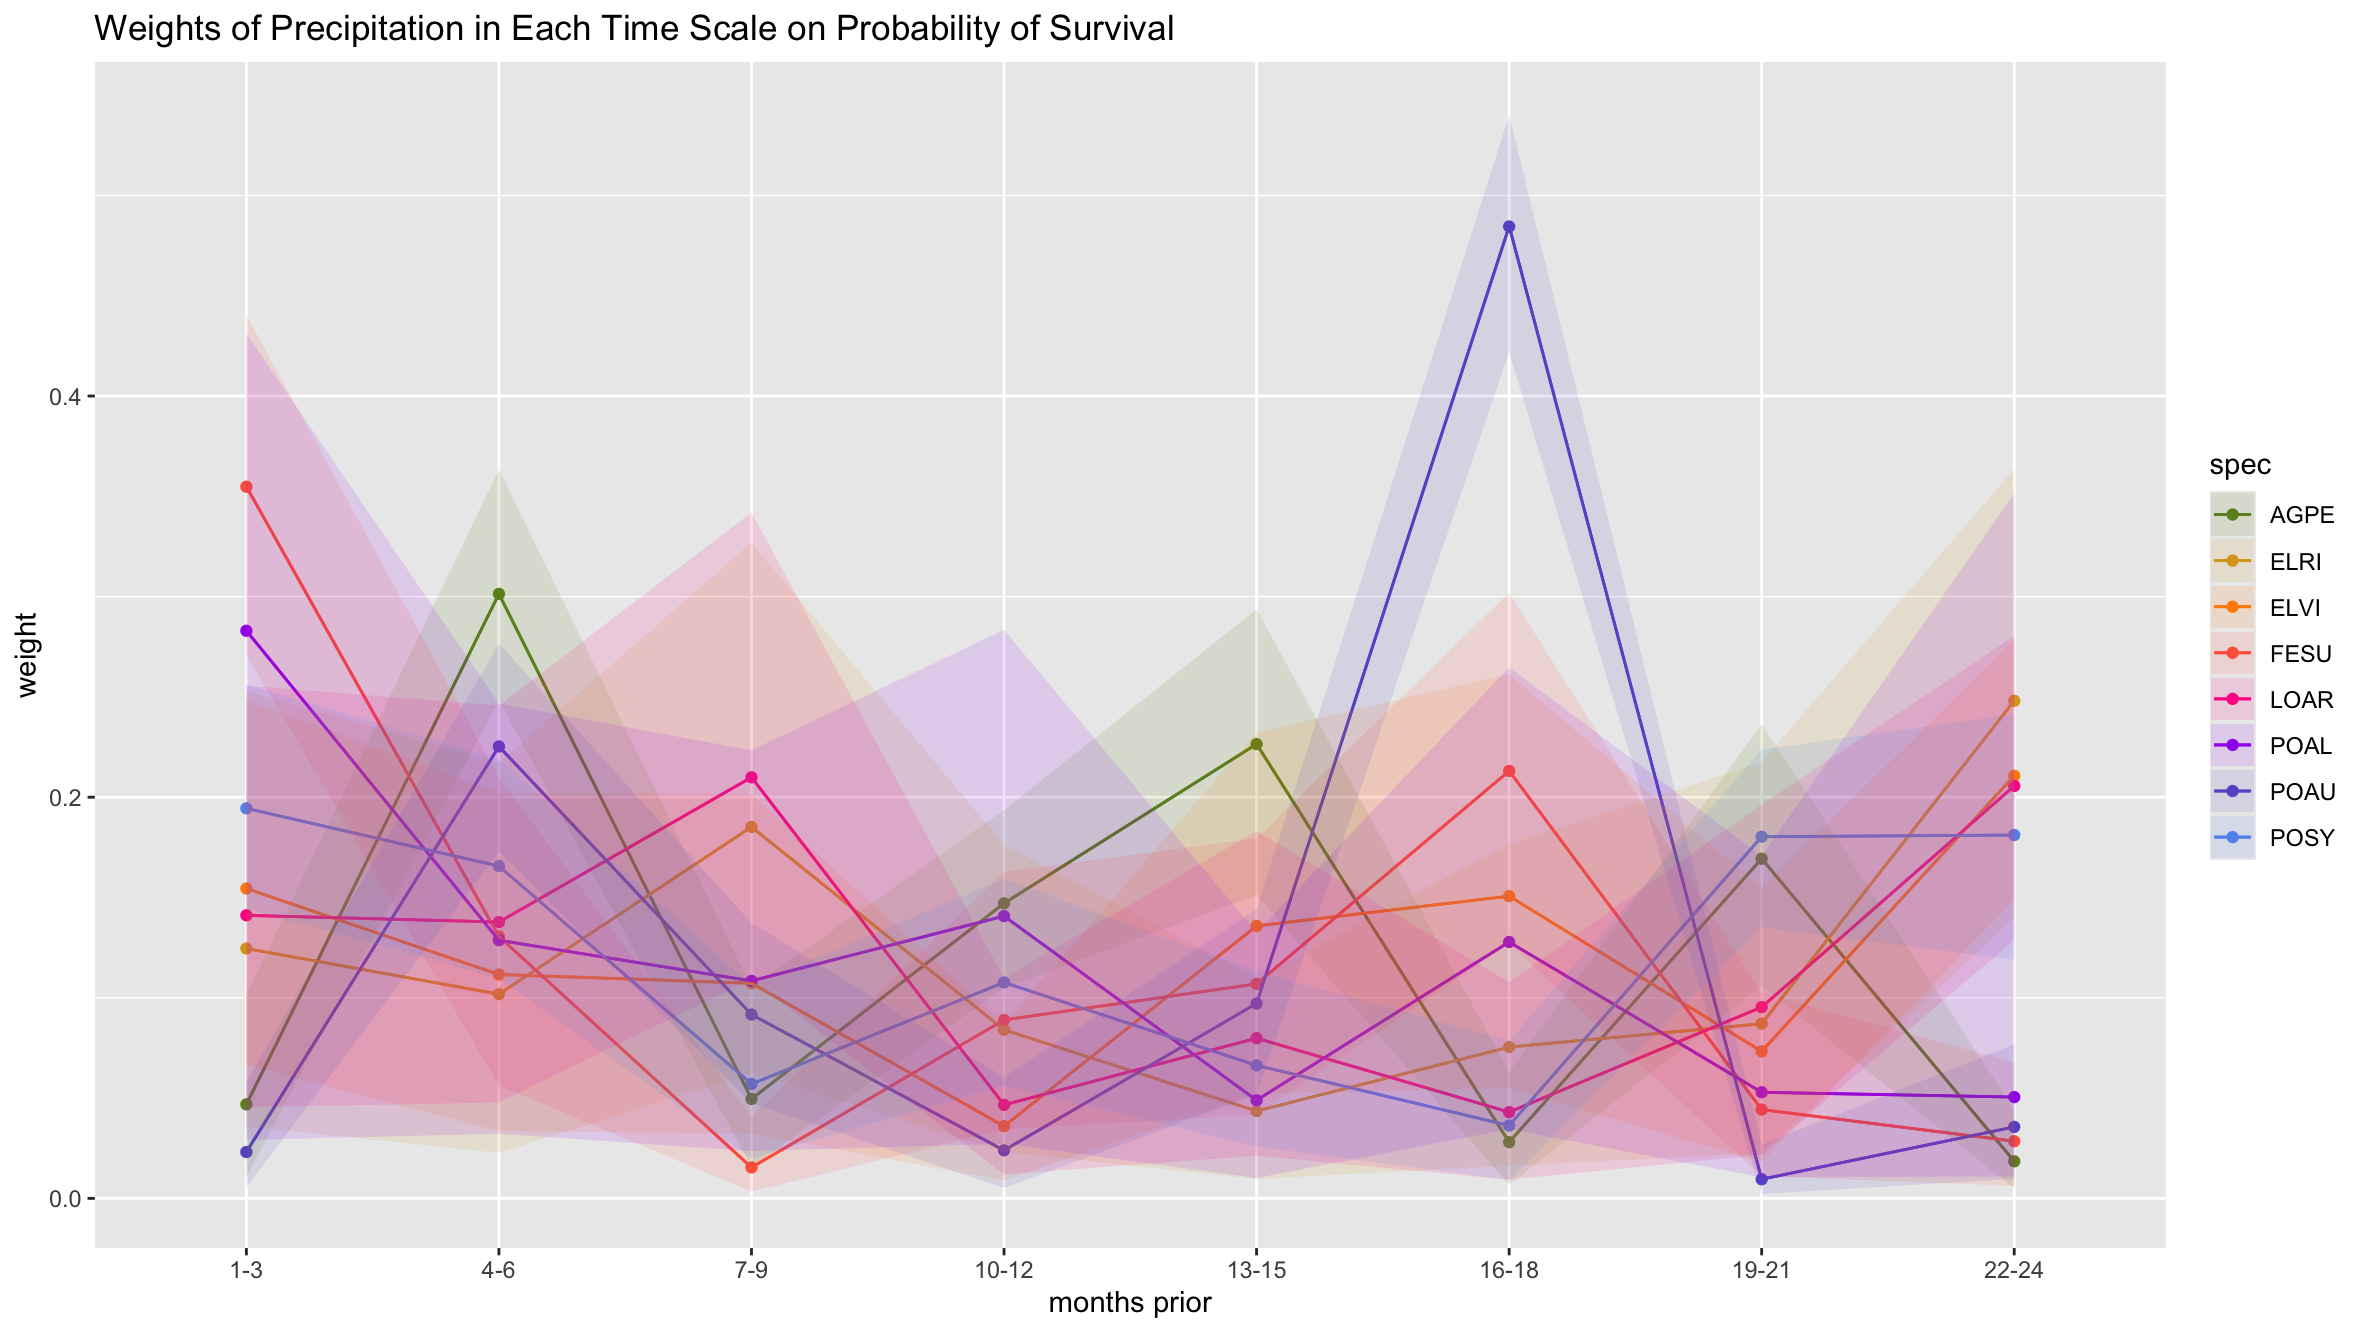 Weights of Precipitation in Each Time Scale on Probability of Survival
weight
0.4
0.2
0.0
1-3 4-6 7-9 10-12 13-15 16-18 19-21 22-24
months prior
spec
AGPE
ELRI
ELVI
FESU
LOAR
POAL
POAU
POSY